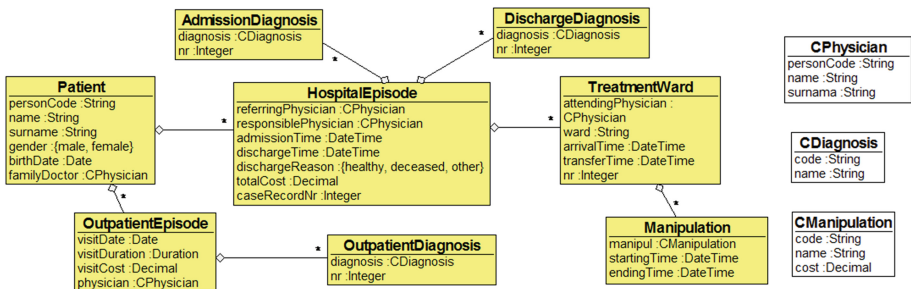 AdmissionDiagnosis
diagnosis :CDiagnosis
nr :Integer
*
DischargeDiagnosis
diagnosis :CDiagnosis
nr :Integer
*
CPhysician
personCode :String
name :String
surnama :String
Patient
personCode :String
name :String
surname :String
gender :{male, female}
birthDate :Date
familyDoctor :CPhysician
*
HospitalEpisode
referringPhysician :CPhysician
responsiblePhysician :CPhysician
admissionTime :DateTime
dischargeTime :DateTime
dischargeReason :{healthy, deceased, other}
totalCost :Decimal
caseRecordNr :Integer
*
TreatmentWard
attendingPhysician :
CPhysician
ward :String
arrivalTime :DateTime
transferTime :DateTime
nr :Integer
*
CDiagnosis
code :String
name :String
*
OutpatientEpisode
visitDate :Date
visitDuration :Duration
visitCost :Decimal
physician :CPhysician
*
OutpatientDiagnosis
diagnosis :CDiagnosis
nr :Integer
Manipulation
manipul :CManipulation
startingTime :DateTime
endingTime :DateTime
CManipulation
code :String
name :String
cost :Decimal